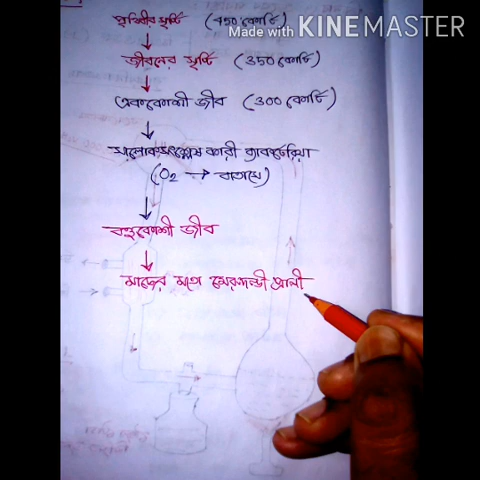 Made with KINEMASTER
পৃথিবীর সৃষ্টি (450 কোটি)
জীবনের সৃষ্টি (350 কোটি)
এককোশী জীব (300 কোটি)
সালোকসংশ্লেষকারী ব্যাকটেরিয়া
(O2 → বাতাসে)
বহুকোশী জীব
মাছের মতো মেরুদণ্ডী প্রাণী